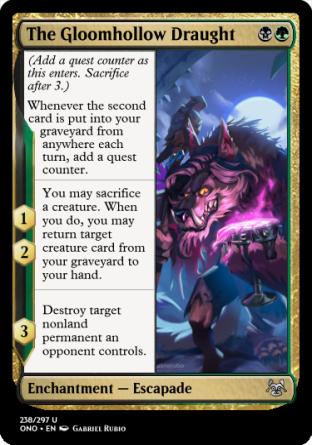 The Gloomhollow Draught
(Add a quest counter as
this enters. Sacrifice
after 3.)
Whenever the second
card is put into your
graveyard from
anywhere each
turn, add a quest
counter.
1
2
You may sacrifice
a creature. When
you do, you may
return target
creature card from
your graveyard to
your hand.
3
Destroy target
nonland
permanent an
opponent controls.
Enchantment — Escapade
238/297 U
ONO • EN Gabriel Rubio